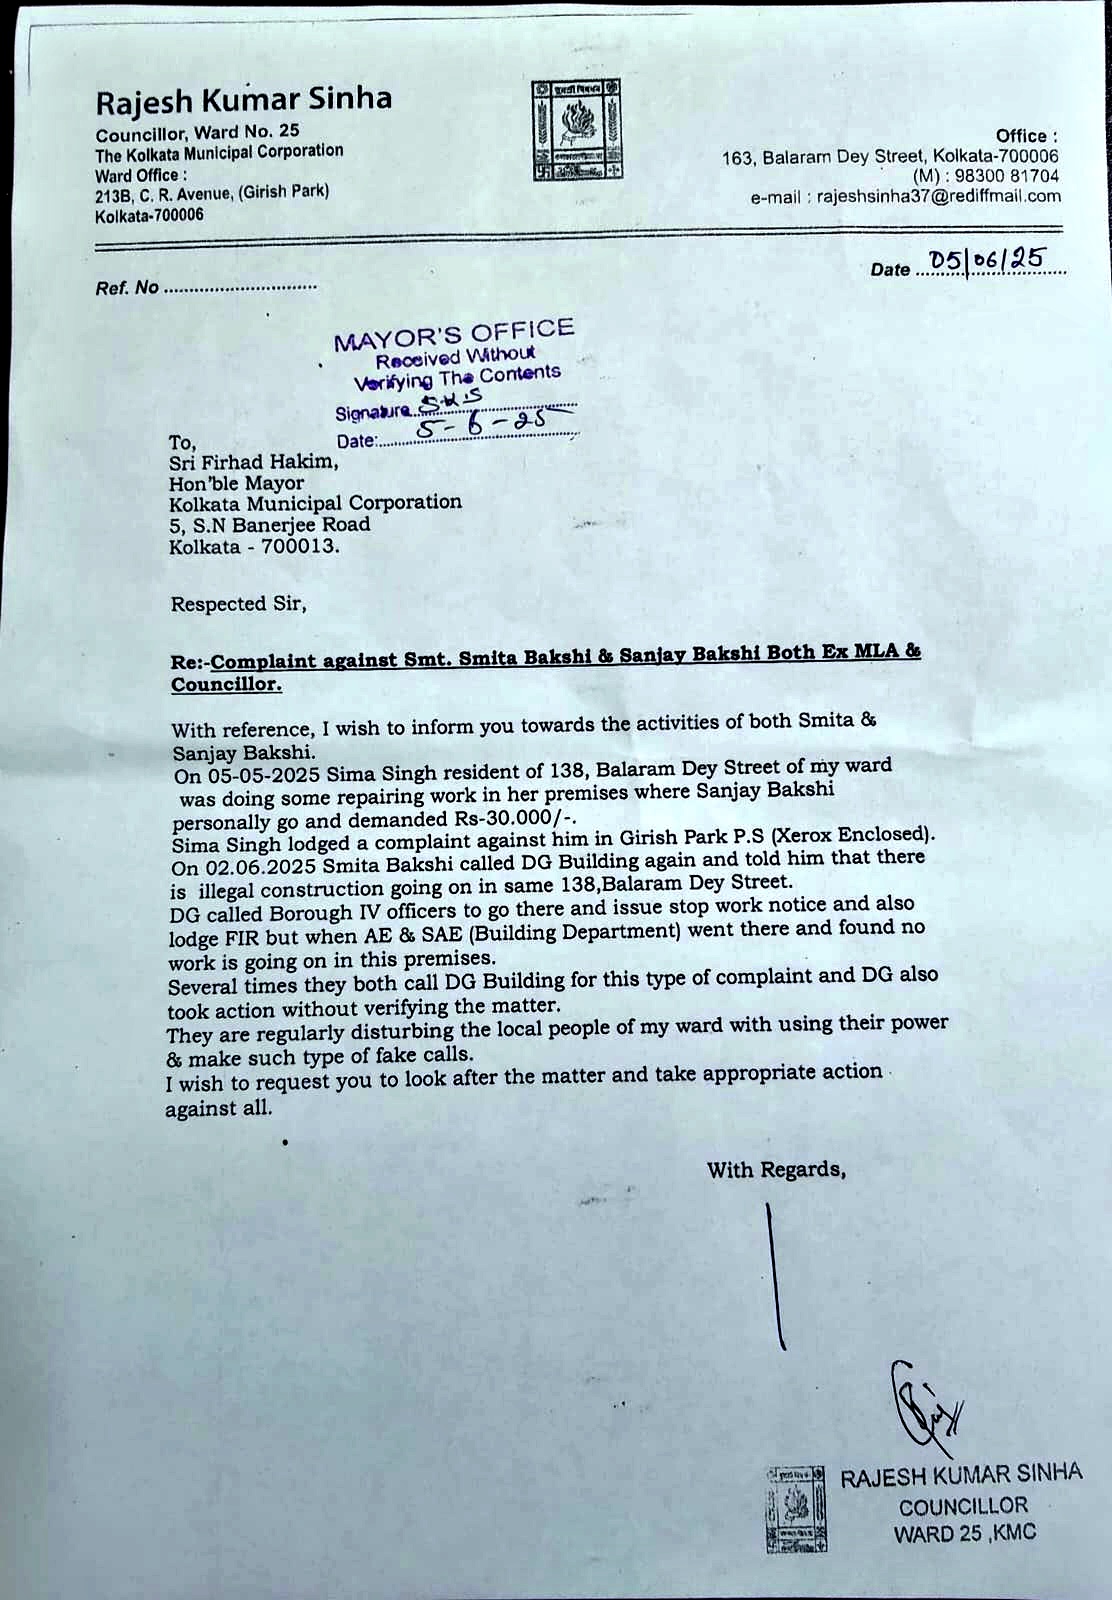 Rajesh Kumar Sinha
Councillor, Ward No. 25
The Kolkata Municipal Corporation
Ward Office :
213B, C. R. Avenue, (Girish Park)
Kolkata-700006
Office :
163, Balaram Dey Street, Kolkata-700006
(M) : 98300 81704
e-mail : rajeshsinha37@rediffmail.com
Ref. No ............................
Date 05/06/25
MAYOR'S OFFICE
Received Without
Verifying The Contents
Signature
Date: 5-6-25
To,
Sri Firhad Hakim,
Hon'ble Mayor
Kolkata Municipal Corporation
5, S.N Banerjee Road
Kolkata - 700013.
Respected Sir,
Re:-Complaint against Smt. Smita Bakshi & Sanjay Bakshi Both Ex MLA &
Councillor.
With reference, I wish to inform you towards the activities of both Smita &
Sanjay Bakshi.
On 05-05-2025 Sima Singh resident of 138, Balaram Dey Street of my ward
was doing some repairing work in her premises where Sanjay Bakshi
personally go and demanded Rs-30.000/-.
Sima Singh lodged a complaint against him in Girish Park P.S (Xerox Enclosed).
On 02.06.2025 Smita Bakshi called DG Building again and told him that there
is illegal construction going on in same 138,Balaram Dey Street.
DG called Borough IV officers to go there and issue stop work notice and also
lodge FIR but when AE & SAE (Building Department) went there and found no
work is going on in this premises.
Several times they both call DG Building for this type of complaint and DG also
took action without verifying the matter.
They are regularly disturbing the local people of my ward with using their power
& make such type of fake calls.
I wish to request you to look after the matter and take appropriate action
against all.
With Regards,
RAJESH KUMAR SINHA
COUNCILLOR
WARD 25 ,KMC